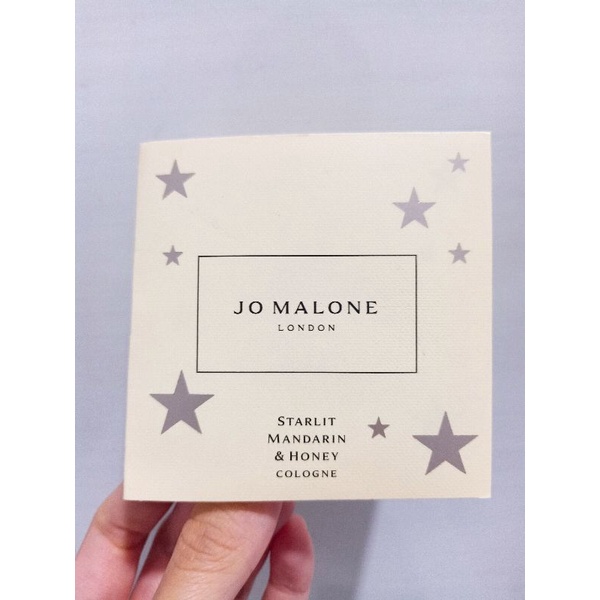 JO MALONE
LONDON
STARLIT
MANDARIN
& HONEY
COLOGNE